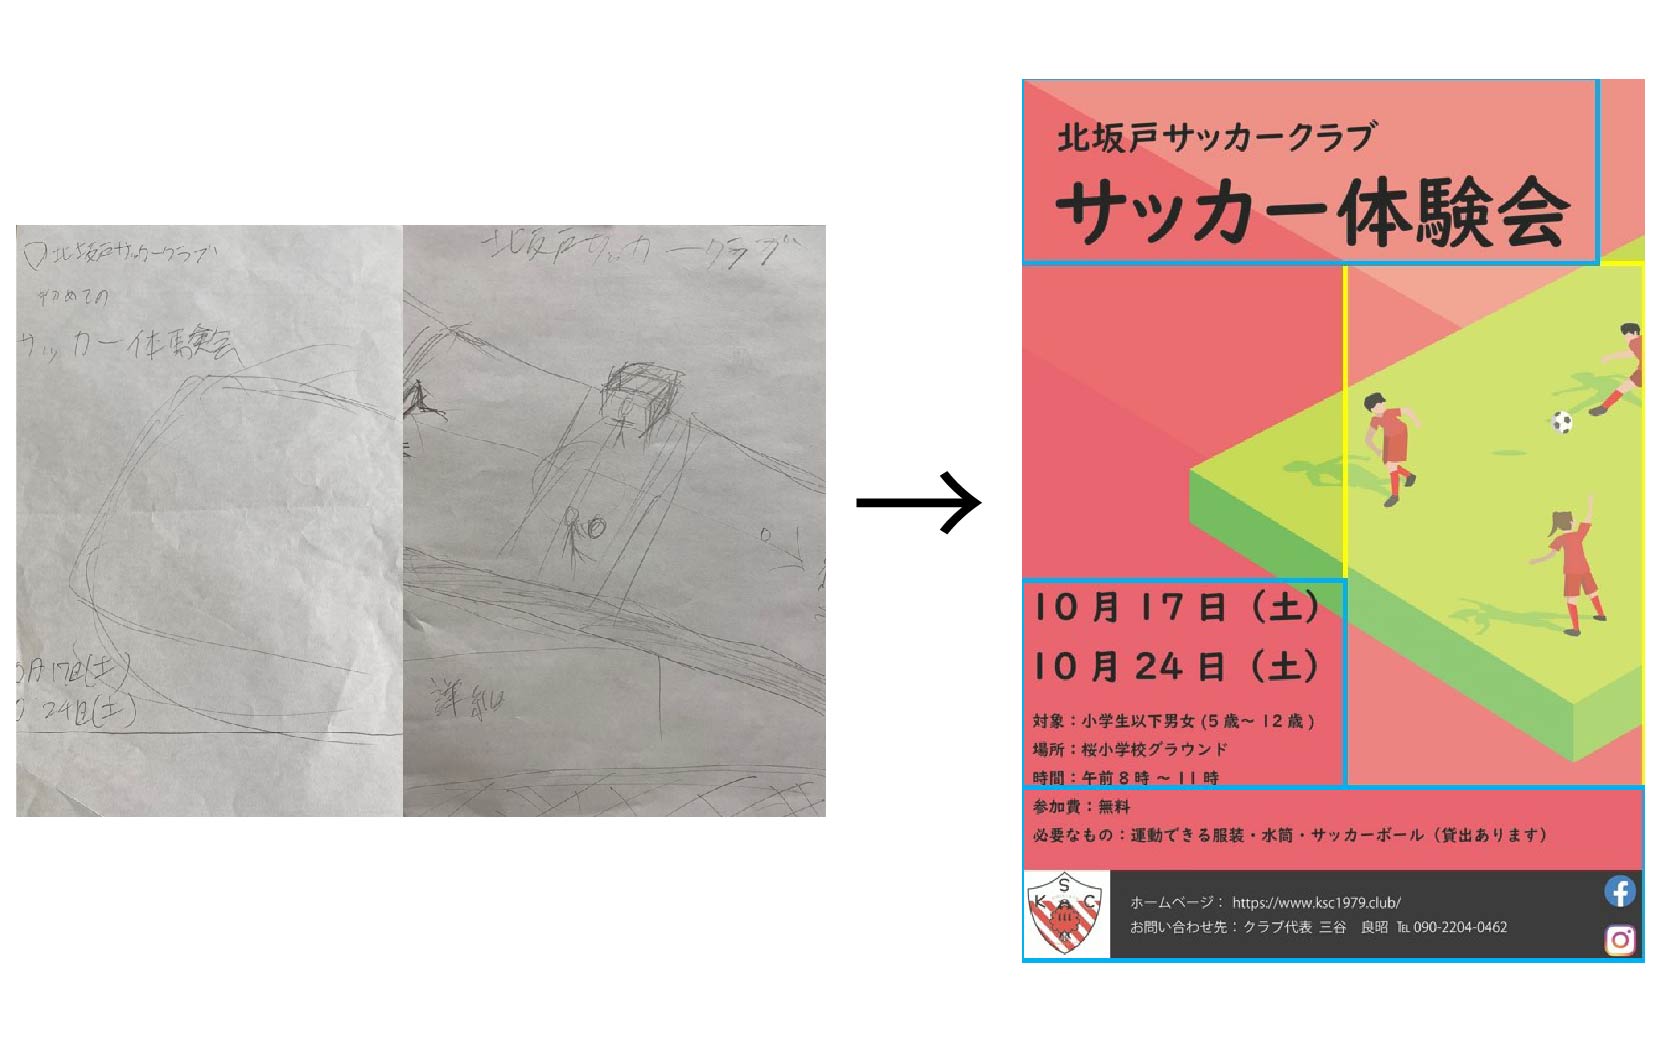 北坂戸サッカークラブ
初めての
サッカー体験会
月17日(土)
24日(土)
北坂戸サッカークラブ
詳細
北坂戸サッカークラブ
サッカー体験会
10月17日（土）
10月24日（土）
対象：小学生以下男女(5歳～12歳)
場所：桜小学校グラウンド
時間：午前8時～11時
参加費：無料
必要なもの：運動できる服装・水筒・サッカーボール（貸出あります）
S
K C
ホームページ： https://www.ksc1979.club/
お問い合わせ先：クラブ代表 三谷　良昭 ℡ 090-2204-0462